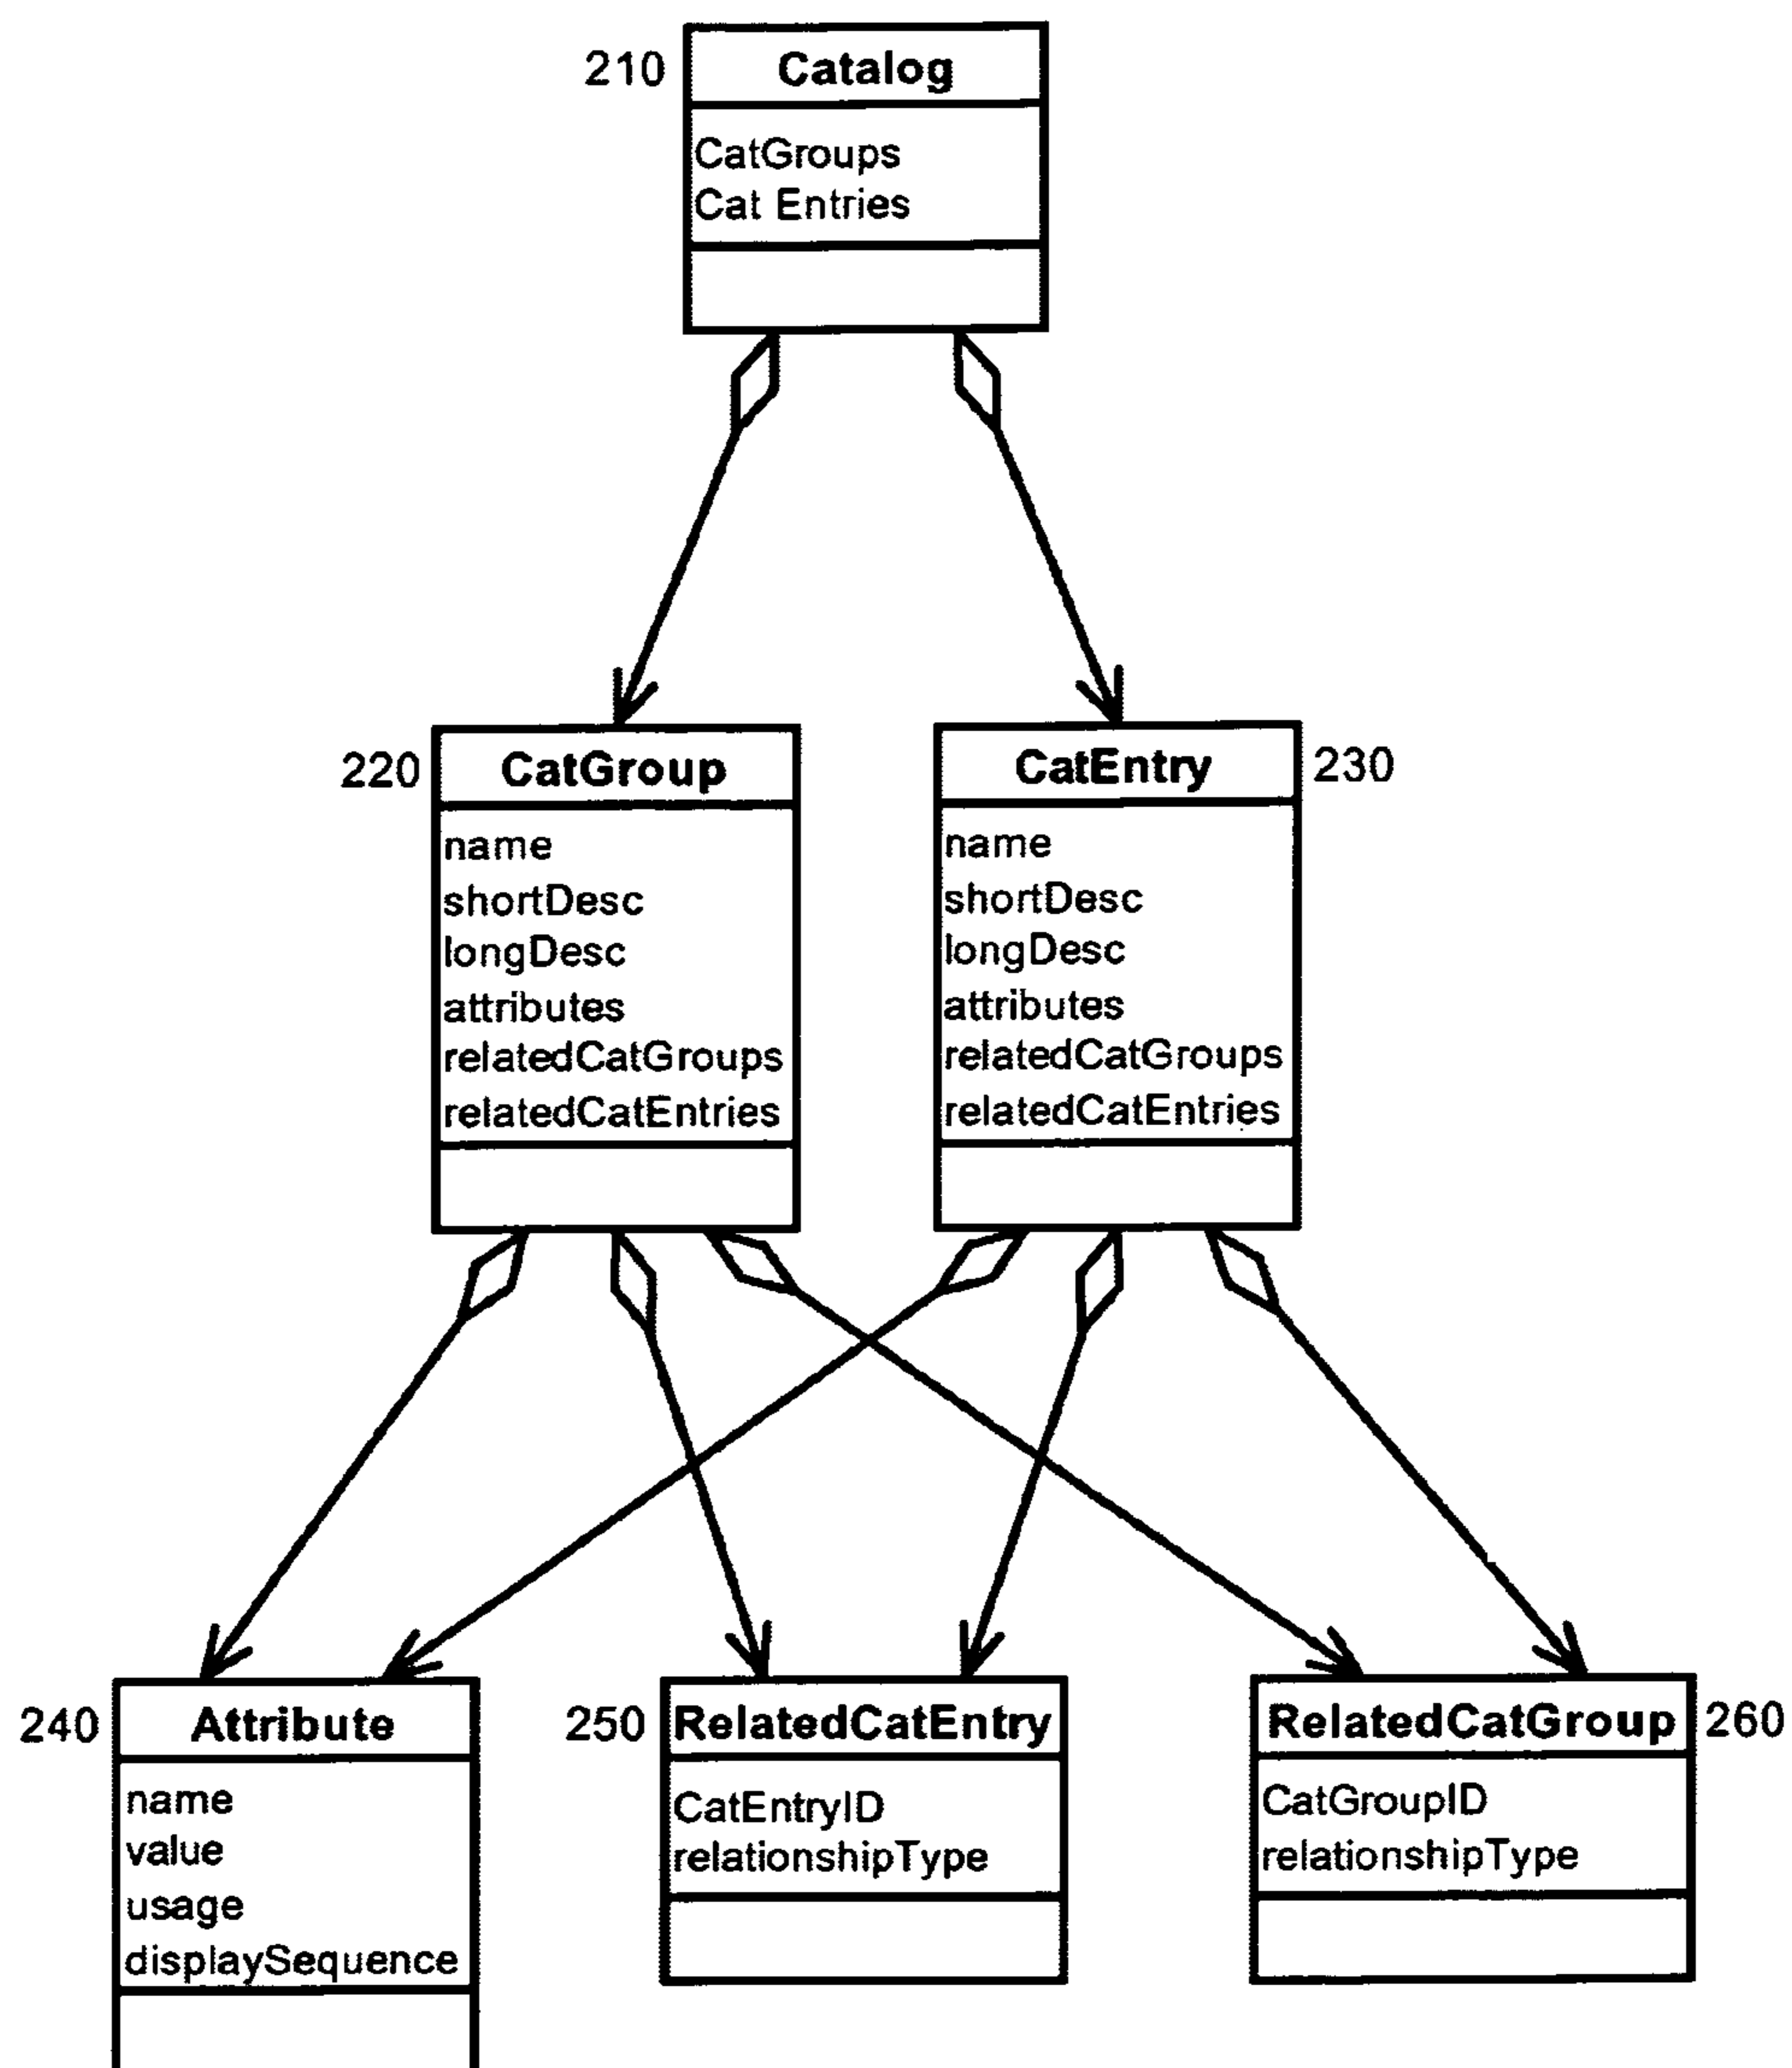 210
Catalog
CatGroups
Cat Entries
220
CatGroup
name
shortDesc
longDesc
attributes
relatedCatGroups
relatedCatEntries
CatEntry
230
name
shortDesc
longDesc
attributes
relatedCatGroups
relatedCatEntries
240
Attribute
name
value
usage
displaySequence
250
RelatedCatEntry
CatEntryID
relationshipType
RelatedCatGroup
260
CatGroupID
relationshipType